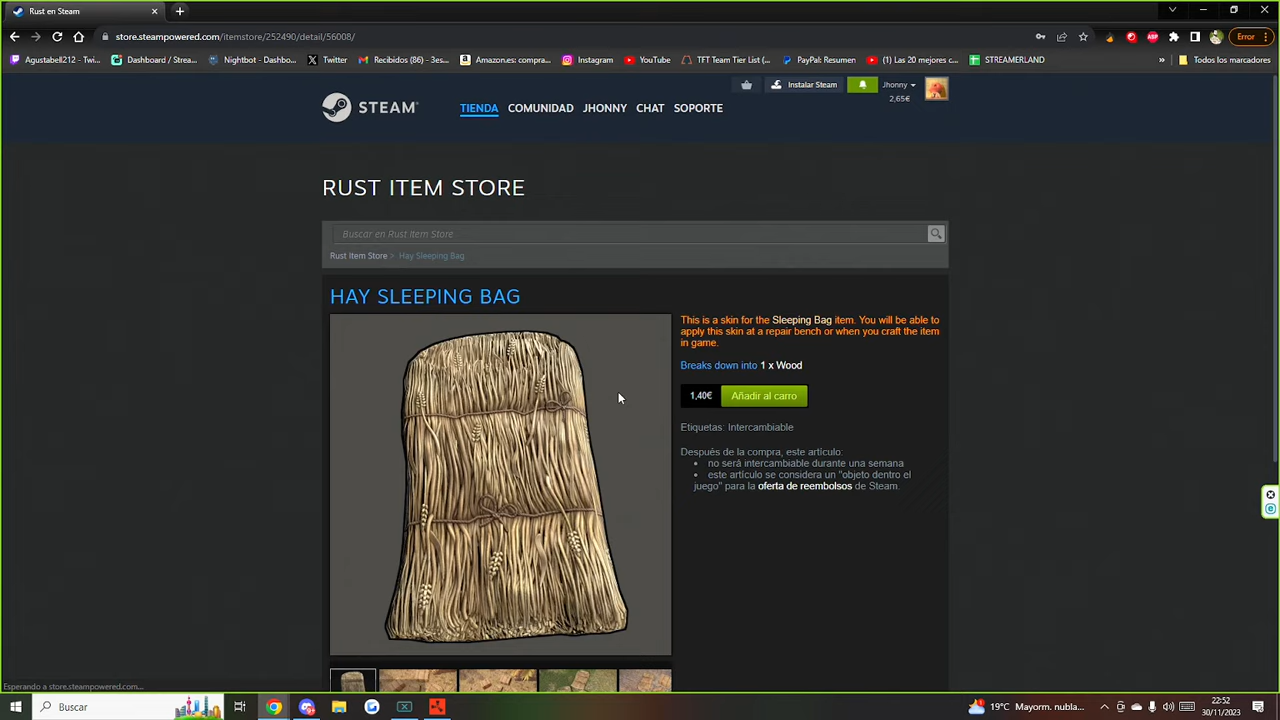 Rust en Steam
store.steampowered.com/itemstore/252490/detail/56008/
Error
Agustabell212 - Twi...
Dashboard / Strea...
Nightbot - Dashbo...
Twitter
Recibidos (86) - 3es...
Amazon.es: compra...
Instagram
YouTube
TFT Team Tier List (...
PayPal: Resumen
(1) Las 20 mejores c...
STREAMERLAND
»
Todos los marcadores
Instalar Steam
Jhonny
2,65€
STEAM
TIENDA COMUNIDAD JHONNY CHAT SOPORTE
RUST ITEM STORE
Buscar en Rust Item Store
Rust Item Store > Hay Sleeping Bag
HAY SLEEPING BAG
This is a skin for the Sleeping Bag item. You will be able to
apply this skin at a repair bench or when you craft the item
in game.
Breaks down into 1 x Wood
1,40€ Añadir al carro
Etiquetas: Intercambiable
Después de la compra, este artículo:
• no será intercambiable durante una semana
• este artículo se considera un "objeto dentro el
juego" para la oferta de reembolsos de Steam.
Esperando a store.steampowered.com...
Buscar
19°C Mayorm. nubla...
22:52
30/11/2023